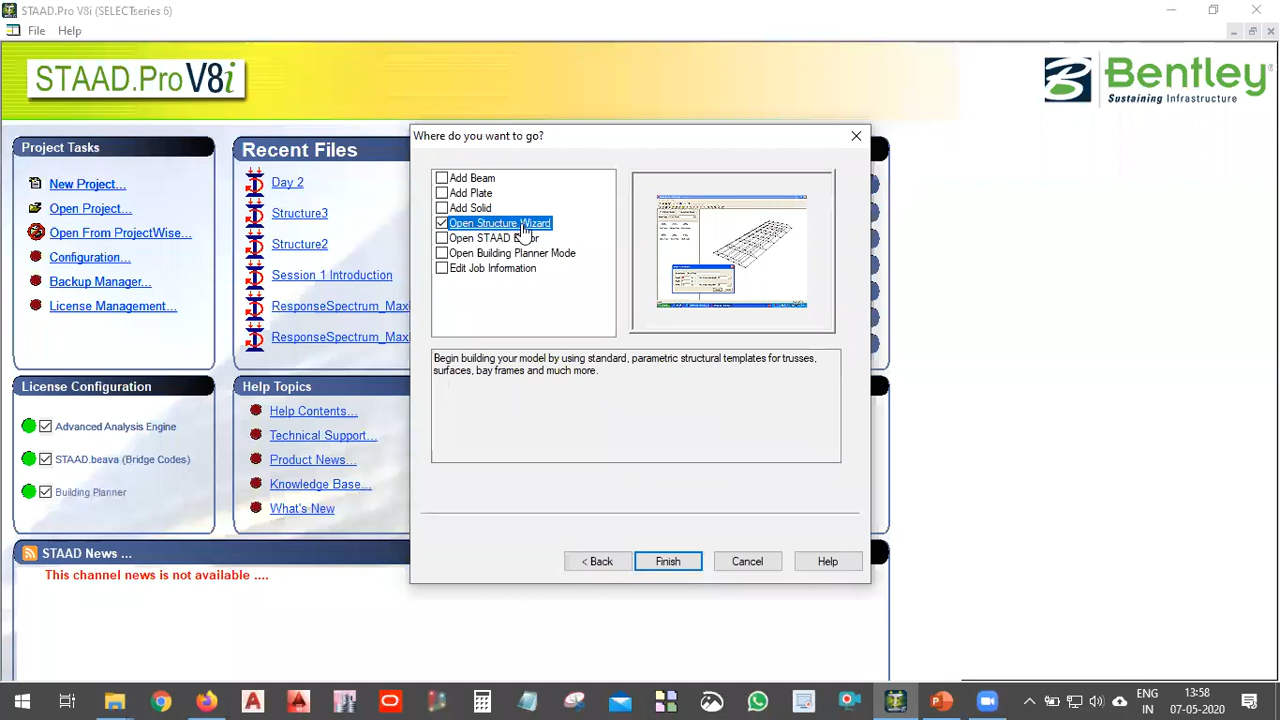 STAAD.Pro V8i (SELECTseries 6)
File Help
STAAD.Pro V8i
Bentley
Sustaining Infrastructure
Project Tasks
New Project...
Open Project...
Open From ProjectWise...
Configuration...
Backup Manager...
License Management...
Recent Files
Day 2
Structure3
Structure2
Session 1 Introduction
ResponseSpectrum_Max
ResponseSpectrum_Max
Where do you want to go?
Add Beam
Add Plate
Add Solid
Open Structure Wizard
Open STAAD
Open Building Planner Mode
Edit Job Information
Begin building your model by using standard, parametric structural templates for trusses,
surfaces, bay frames and much more.
< Back
Finish
Cancel
Help
License Configuration
Advanced Analysis Engine
STAAD.beava (Bridge Codes)
Building Planner
Help Topics
Help Contents...
Technical Support...
Product News...
Knowledge Base...
What's New
STAAD News ...
This channel news is not available ....
ENG
IN
13:58
07-05-2020